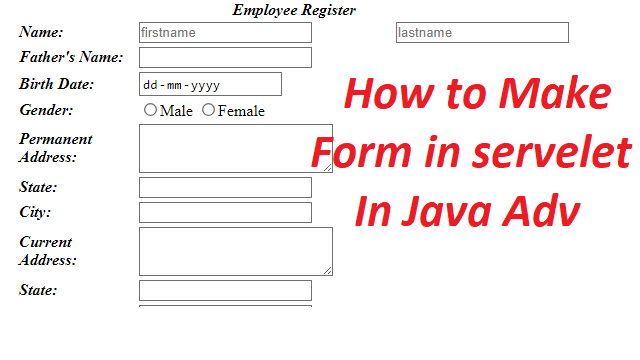 Employee Register
Name: firstname lastname
Father's Name:
Birth Date: dd-mm-yyyy
Gender: Male Female
Permanent
Address:
State:
City:
Current
Address:
State:
How to Make
Form in servelet
In Java Adv